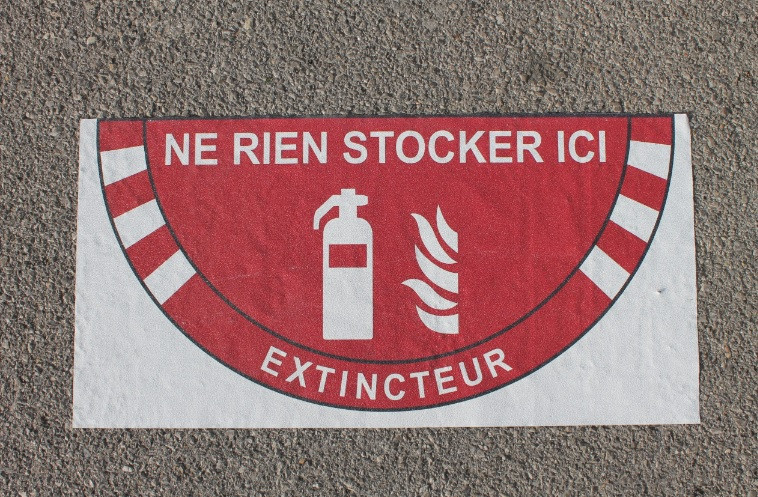 NE RIEN STOCKER ICI
EXTINCTEUR